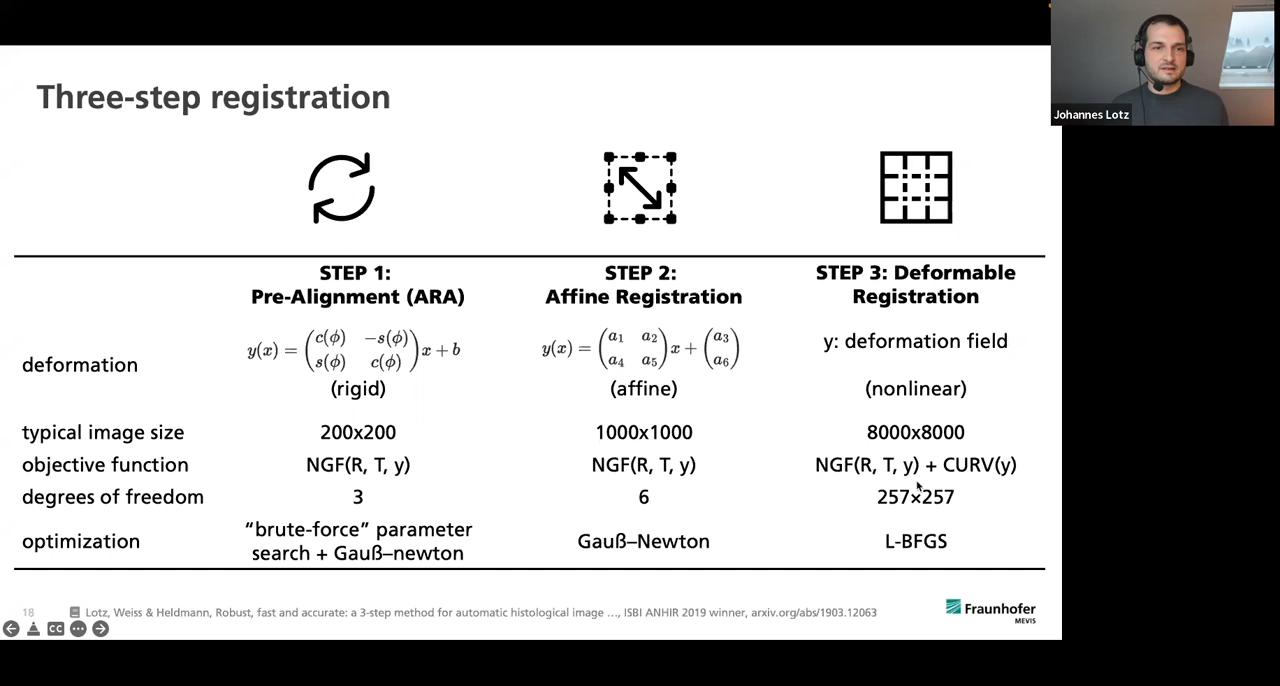 Johannes Lotz
Three-step registration
STEP 1:
Pre-Alignment (ARA)
STEP 2:
Affine Registration
STEP 3: Deformable
Registration
deformation
y(x) = ( c(ϕ) −s(ϕ) s(ϕ) c(ϕ) ) x + b
(rigid)
y(x) = ( a₁ a₂ a₄ a₅ ) x + ( a₃ a₆ )
(affine)
y: deformation field
(nonlinear)
typical image size 200x200 1000x1000 8000x8000
objective function NGF(R, T, y) NGF(R, T, y) NGF(R, T, y) + CURV(y)
degrees of freedom 3 6 257×257
optimization
“brute-force” parameter
search + Gauß–newton
Gauß–Newton
L-BFGS
18 Lotz, Weiss & Heldmann, Robust, fast and accurate: a 3-step method for automatic histological image ..., ISBI ANHIR 2019 winner, arxiv.org/abs/1903.12063
Fraunhofer
MEVIS
CC